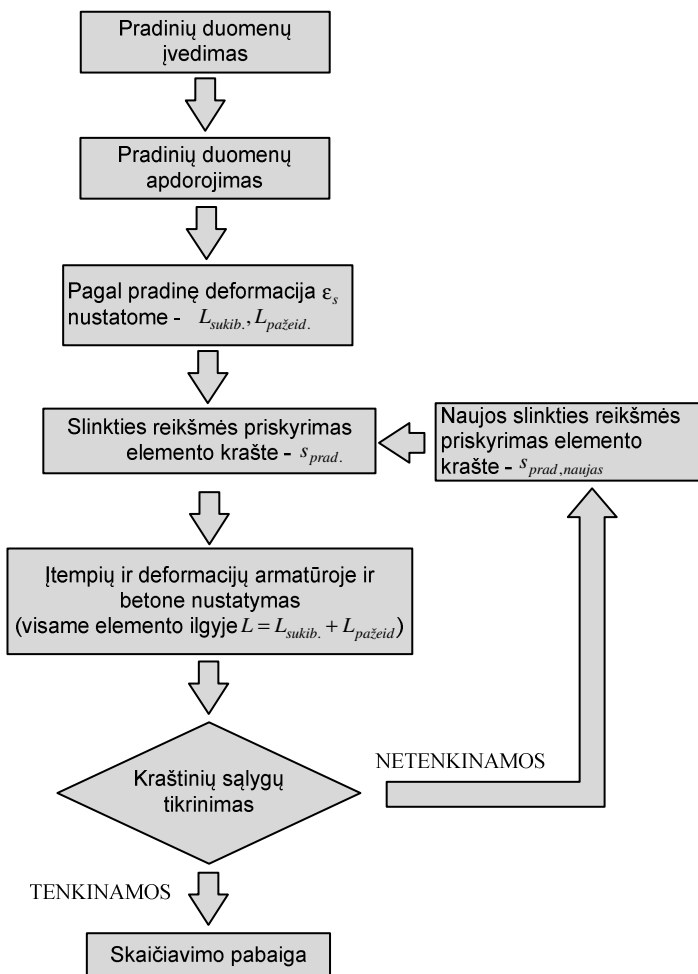 Pradinių duomenų
įvedimas
Pradinių duomenų
apdorojimas
Pagal pradinę deformacija ε_s
nustatome - L_sukib., L_pažeid.
Slinkties reikšmės priskyrimas
elemento krašte - s_prad.
Naujos slinkties reikšmės
priskyrimas elemento
krašte - s_prad,naujas
Įtempių ir deformacijų armatūroje ir
betone nustatymas
(visame elemento ilgyje L = L_sukib. + L_pažeid)
Kraštinių sąlygų
tikrinimas
NETENKINAMOS
TENKINAMOS
Skaičiavimo pabaiga